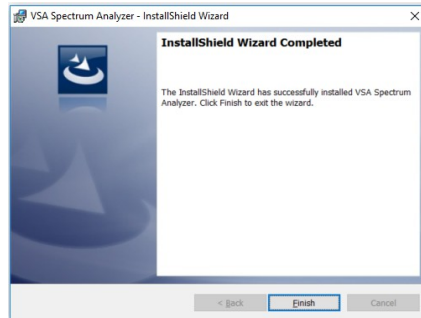 VSA Spectrum Analyzer - InstallShield Wizard
InstallShield Wizard Completed
The InstallShield Wizard has successfully installed VSA Spectrum
Analyzer. Click Finish to exit the wizard.
< Back
Finish
Cancel